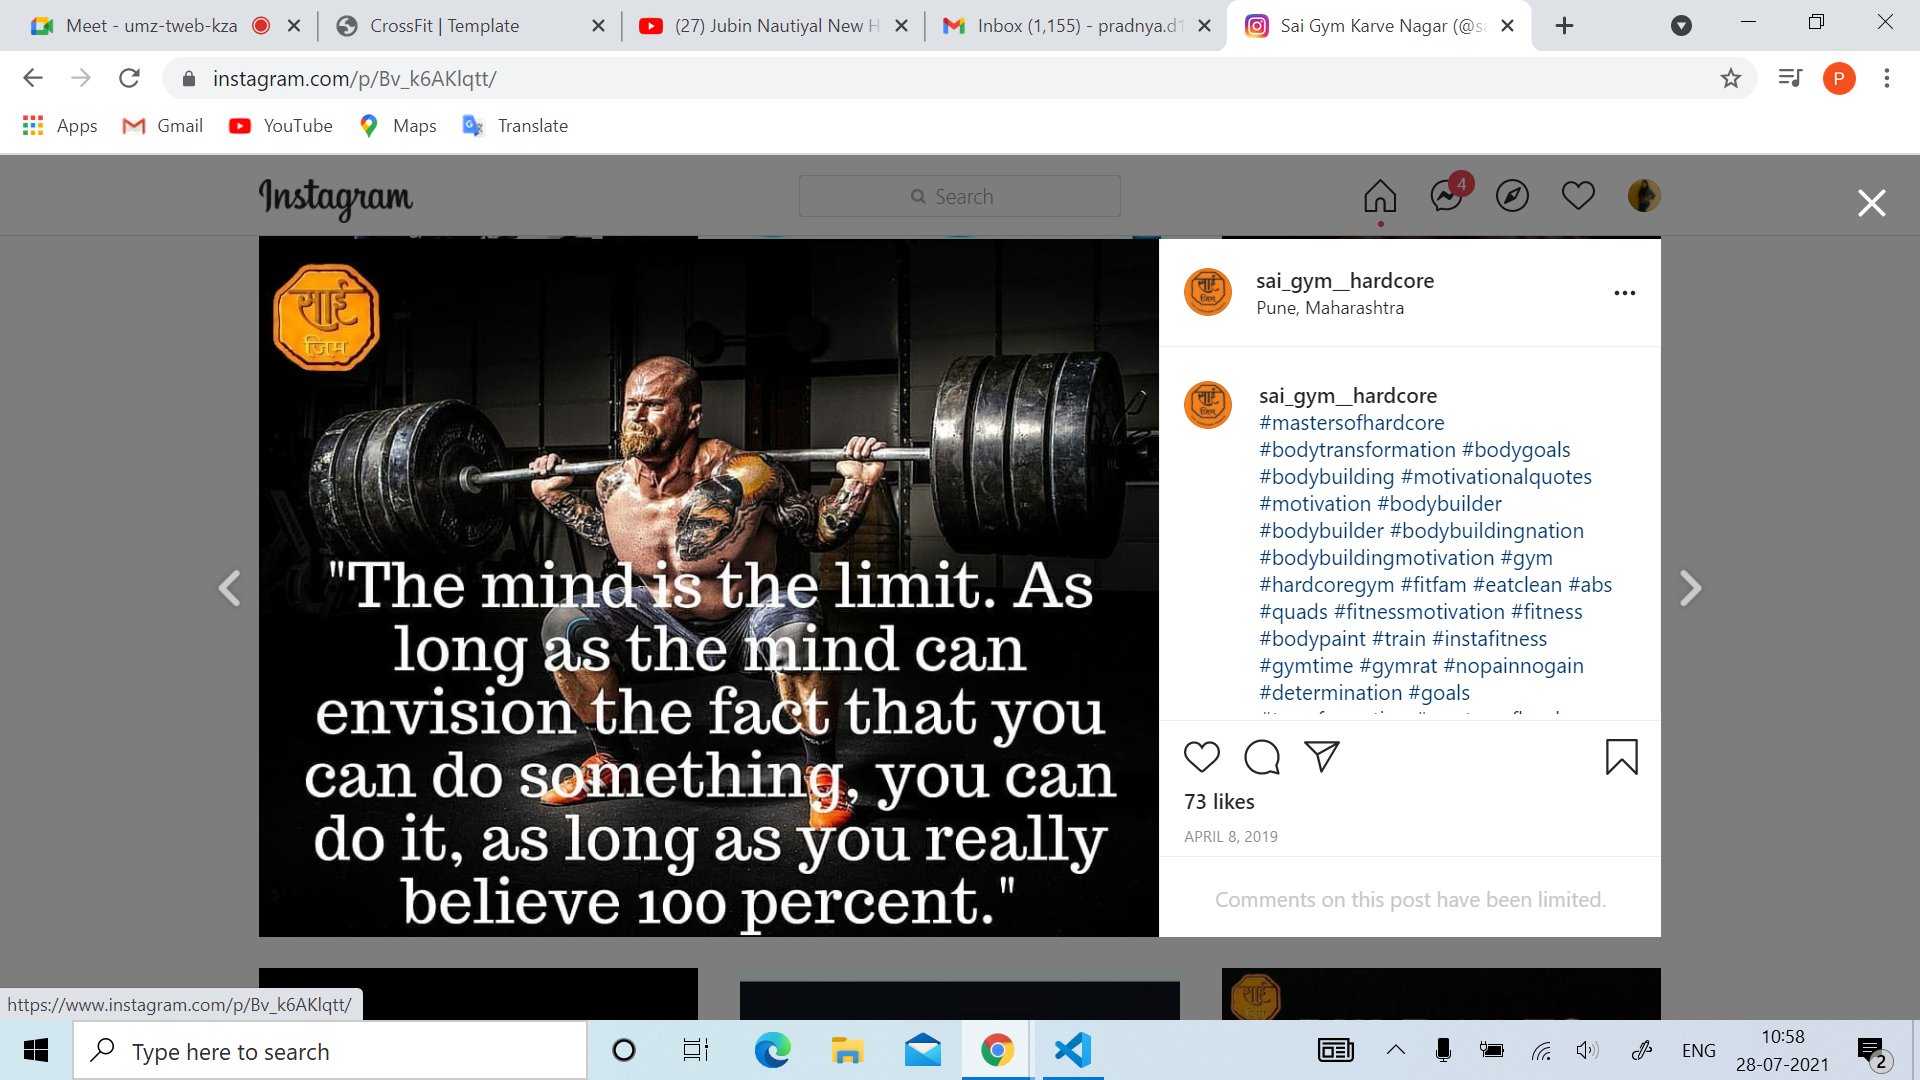 Meet - umz-tweb-kza
CrossFit | Template
(27) Jubin Nautiyal New H
Inbox (1,155) - pradnya.d1
Sai Gym Karve Nagar (@sa
instagram.com/p/Bv_k6AKlqtt/
P
Apps
Gmail
YouTube
Maps
Translate
Instagram
Search
4
साई
जिम
"The mind is the limit. As
long as the mind can
envision the fact that you
can do something, you can
do it, as long as you really
believe 100 percent."
sai_gym__hardcore
Pune, Maharashtra
sai_gym__hardcore
#mastersofhardcore
#bodytransformation #bodygoals
#bodybuilding #motivationalquotes
#motivation #bodybuilder
#bodybuilder #bodybuildingnation
#bodybuildingmotivation #gym
#hardcoregym #fitfam #eatclean #abs
#quads #fitnessmotivation #fitness
#bodypaint #train #instafitness
#gymtime #gymrat #nopainnogain
#determination #goals
73 likes
APRIL 8, 2019
Comments on this post have been limited.
https://www.instagram.com/p/Bv_k6AKlqtt/
Type here to search
ENG
10:58
28-07-2021
2